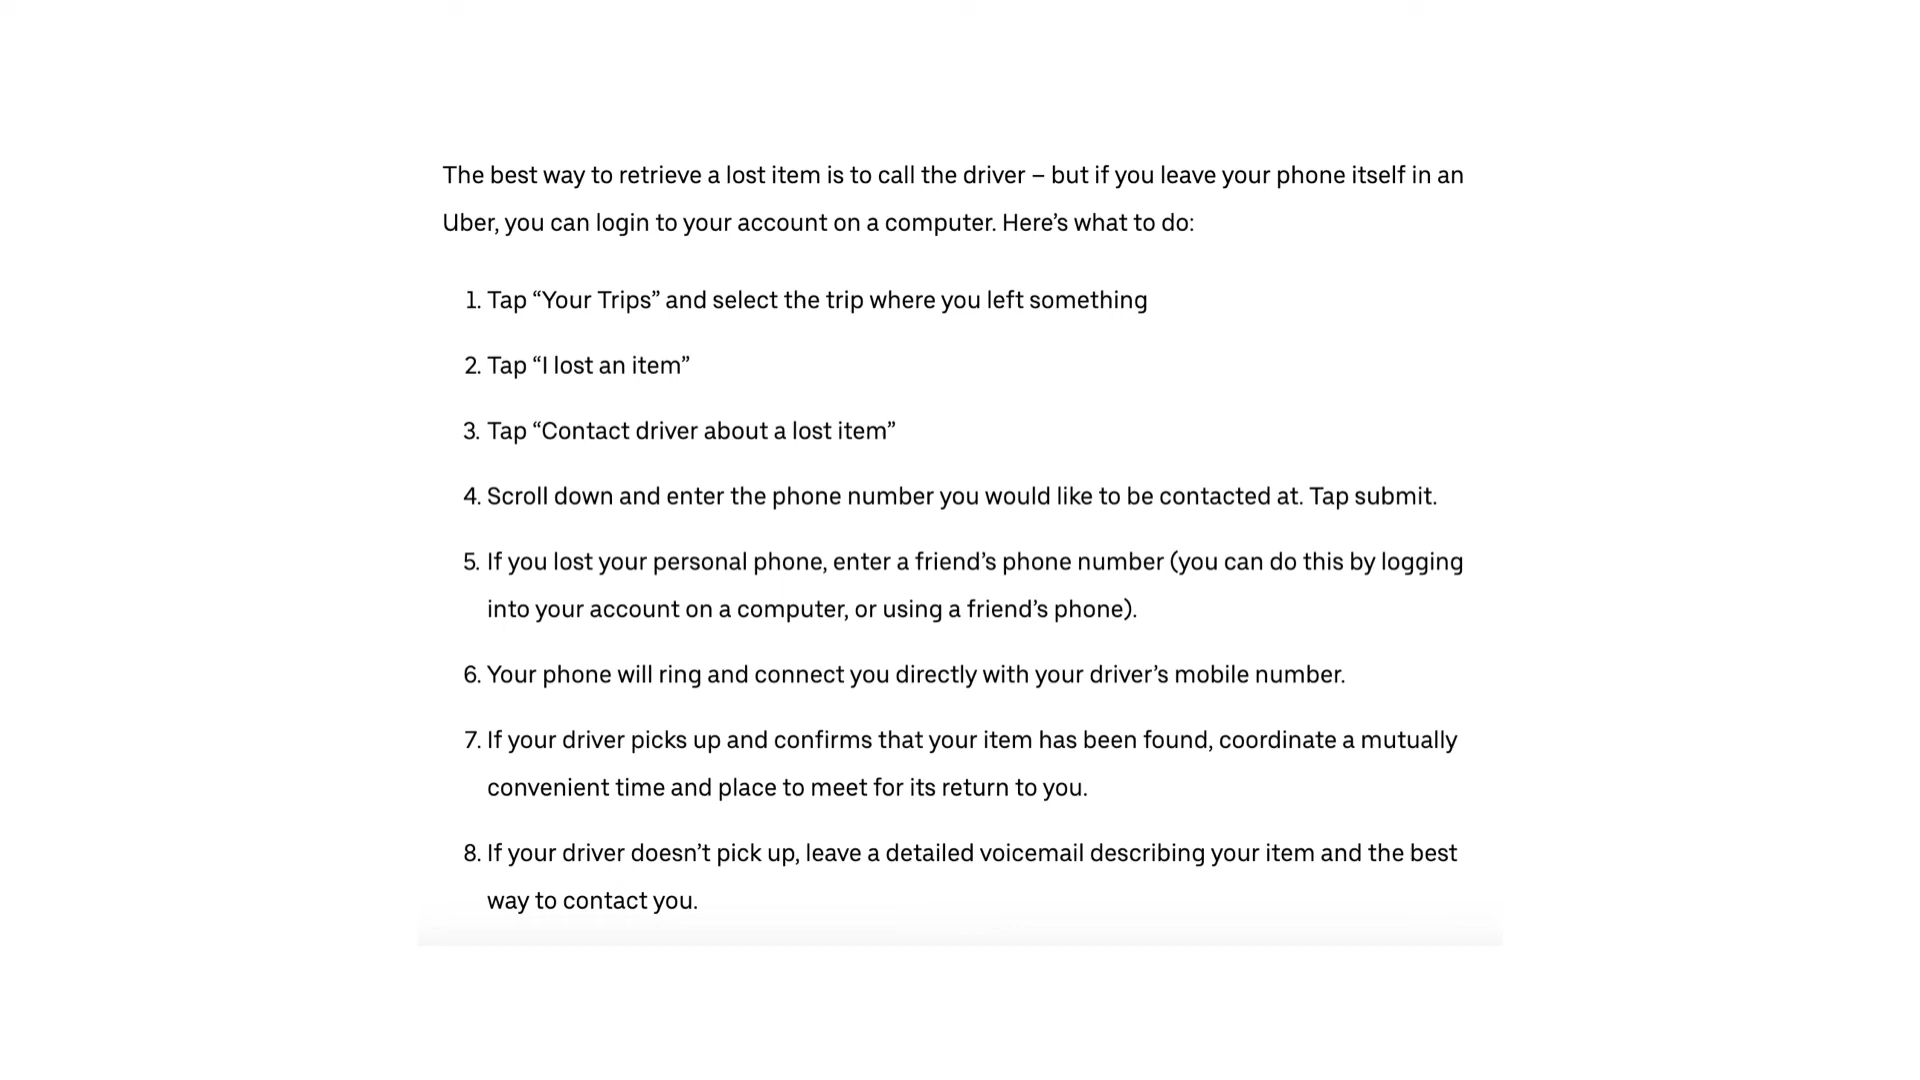 The best way to retrieve a lost item is to call the driver – but if you leave your phone itself in an
Uber, you can login to your account on a computer. Here’s what to do:
1. Tap “Your Trips” and select the trip where you left something
2. Tap “I lost an item”
3. Tap “Contact driver about a lost item”
4. Scroll down and enter the phone number you would like to be contacted at. Tap submit.
5. If you lost your personal phone, enter a friend’s phone number (you can do this by logging
into your account on a computer, or using a friend’s phone).
6. Your phone will ring and connect you directly with your driver’s mobile number.
7. If your driver picks up and confirms that your item has been found, coordinate a mutually
convenient time and place to meet for its return to you.
8. If your driver doesn’t pick up, leave a detailed voicemail describing your item and the best
way to contact you.